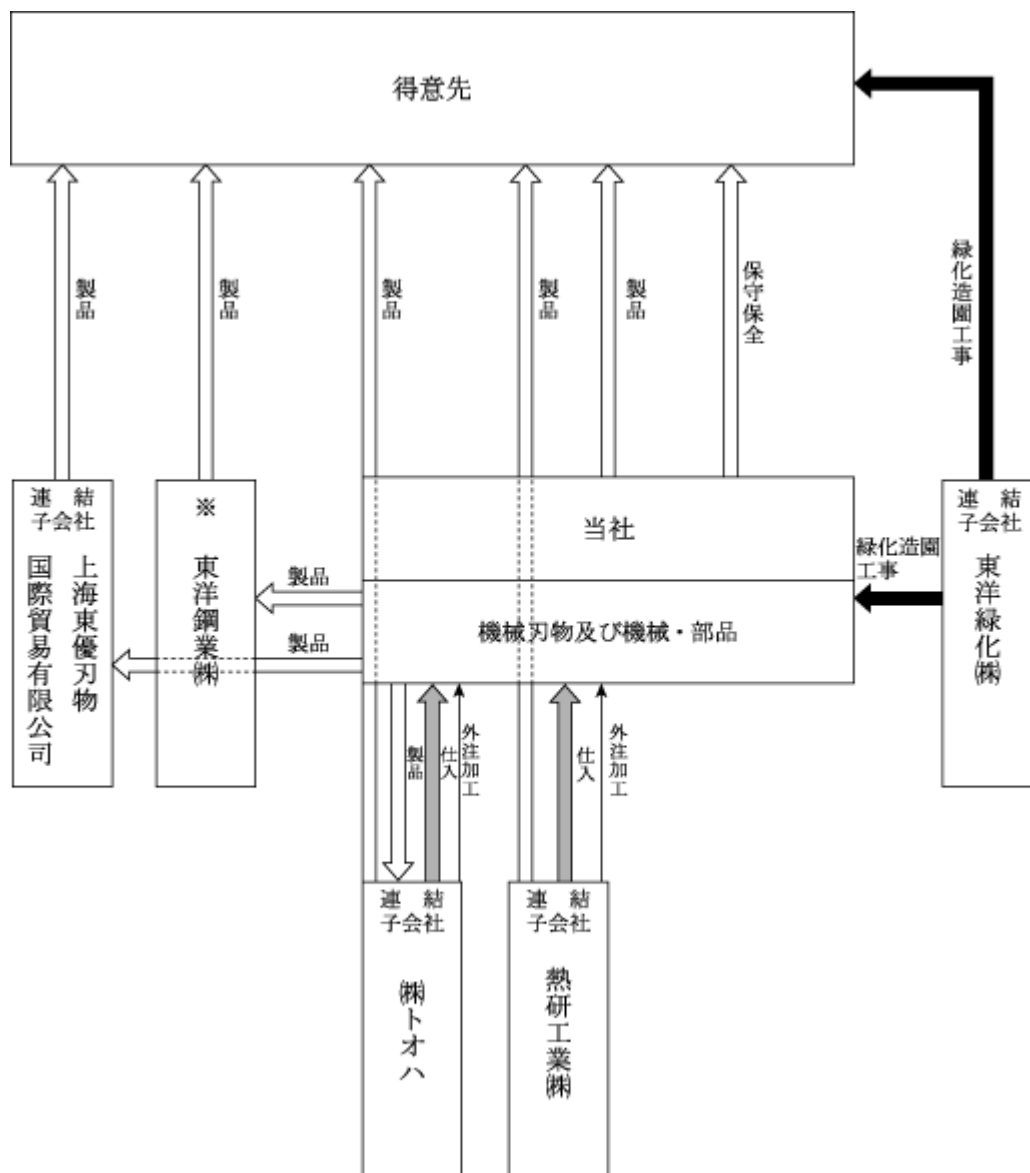 得意先
製品
製品
製品
製品
製品
保守保全
緑化造園工事
連結
子会社
上海東優刃物
国際貿易有限公司
※
東洋鋼業㈱
当社
機械刃物及び機械・部品
製品
製品
緑化造園
工事
連結
子会社
東洋緑化㈱
製品
仕入
外注加工
仕入
外注加工
連結
子会社
㈱トオハ
連結
子会社
熱研工業㈱